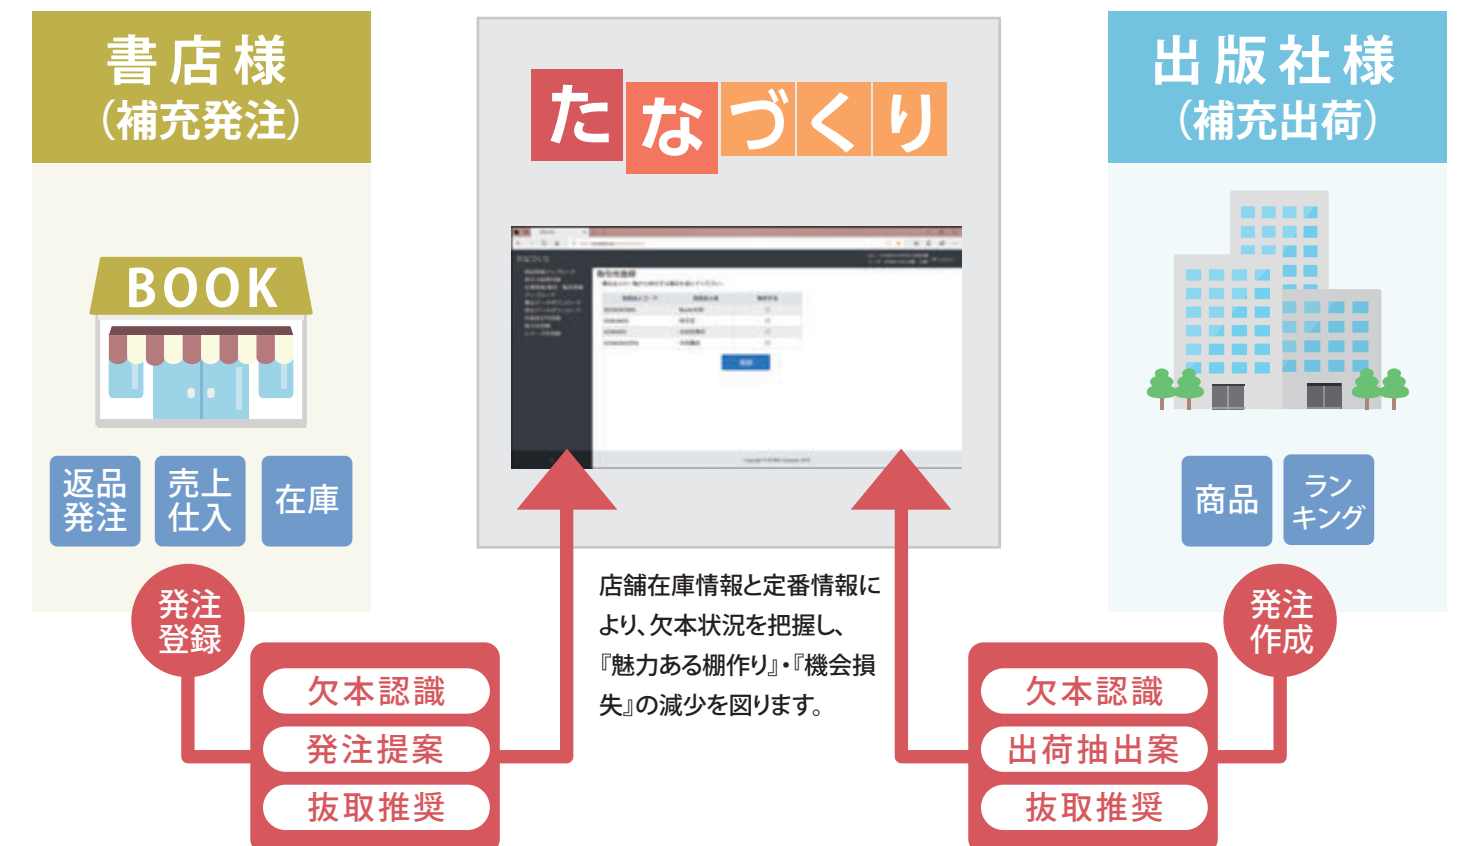 書店様
（補充発注）
BOOK
返品
発注
売上
仕入
在庫
発注
登録
欠本認識
発注提案
抜取推奨
たなづくり
店舗在庫情報と定番情報に
より、欠本状況を把握し、
『魅力ある棚作り』・『機会損
失』の減少を図ります。
出版社様
（補充出荷）
商品
ラン
キング
発注
作成
欠本認識
出荷抽出案
抜取推奨